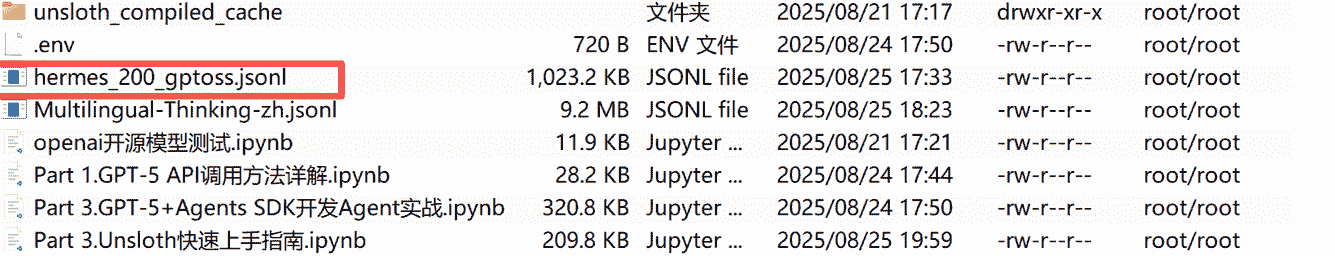 unsloth_compiled_cache 文件夹 2025/08/21 17:17 drwxr-xr-x root/root
.env 720 B ENV 文件 2025/08/24 17:50 -rw-r--r-- root/root
hermes_200_gptoss.jsonl 1,023.2 KB JSONL file 2025/08/25 17:33 -rw-r--r-- root/root
Multilingual-Thinking-zh.jsonl 9.2 MB JSONL file 2025/08/25 18:23 -rw-r--r-- root/root
openai开源模型测试.ipynb 11.9 KB Jupyter ... 2025/08/21 17:21 -rw-r--r-- root/root
Part 1.GPT-5 API调用方法详解.ipynb 28.2 KB Jupyter ... 2025/08/24 17:44 -rw-r--r-- root/root
Part 3.GPT-5+Agents SDK开发Agent实战.ipynb 320.8 KB Jupyter ... 2025/08/24 17:50 -rw-r--r-- root/root
Part 3.Unsloth快速上手指南.ipynb 209.8 KB Jupyter ... 2025/08/25 19:59 -rw-r--r-- root/root